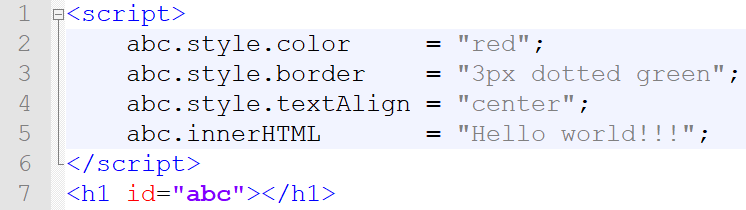 1 <script>
2 abc.style.color     = "red";
3 abc.style.border    = "3px dotted green";
4 abc.style.textAlign = "center";
5 abc.innerHTML       = "Hello world!!!";
6 </script>
7 <h1 id="abc"></h1>